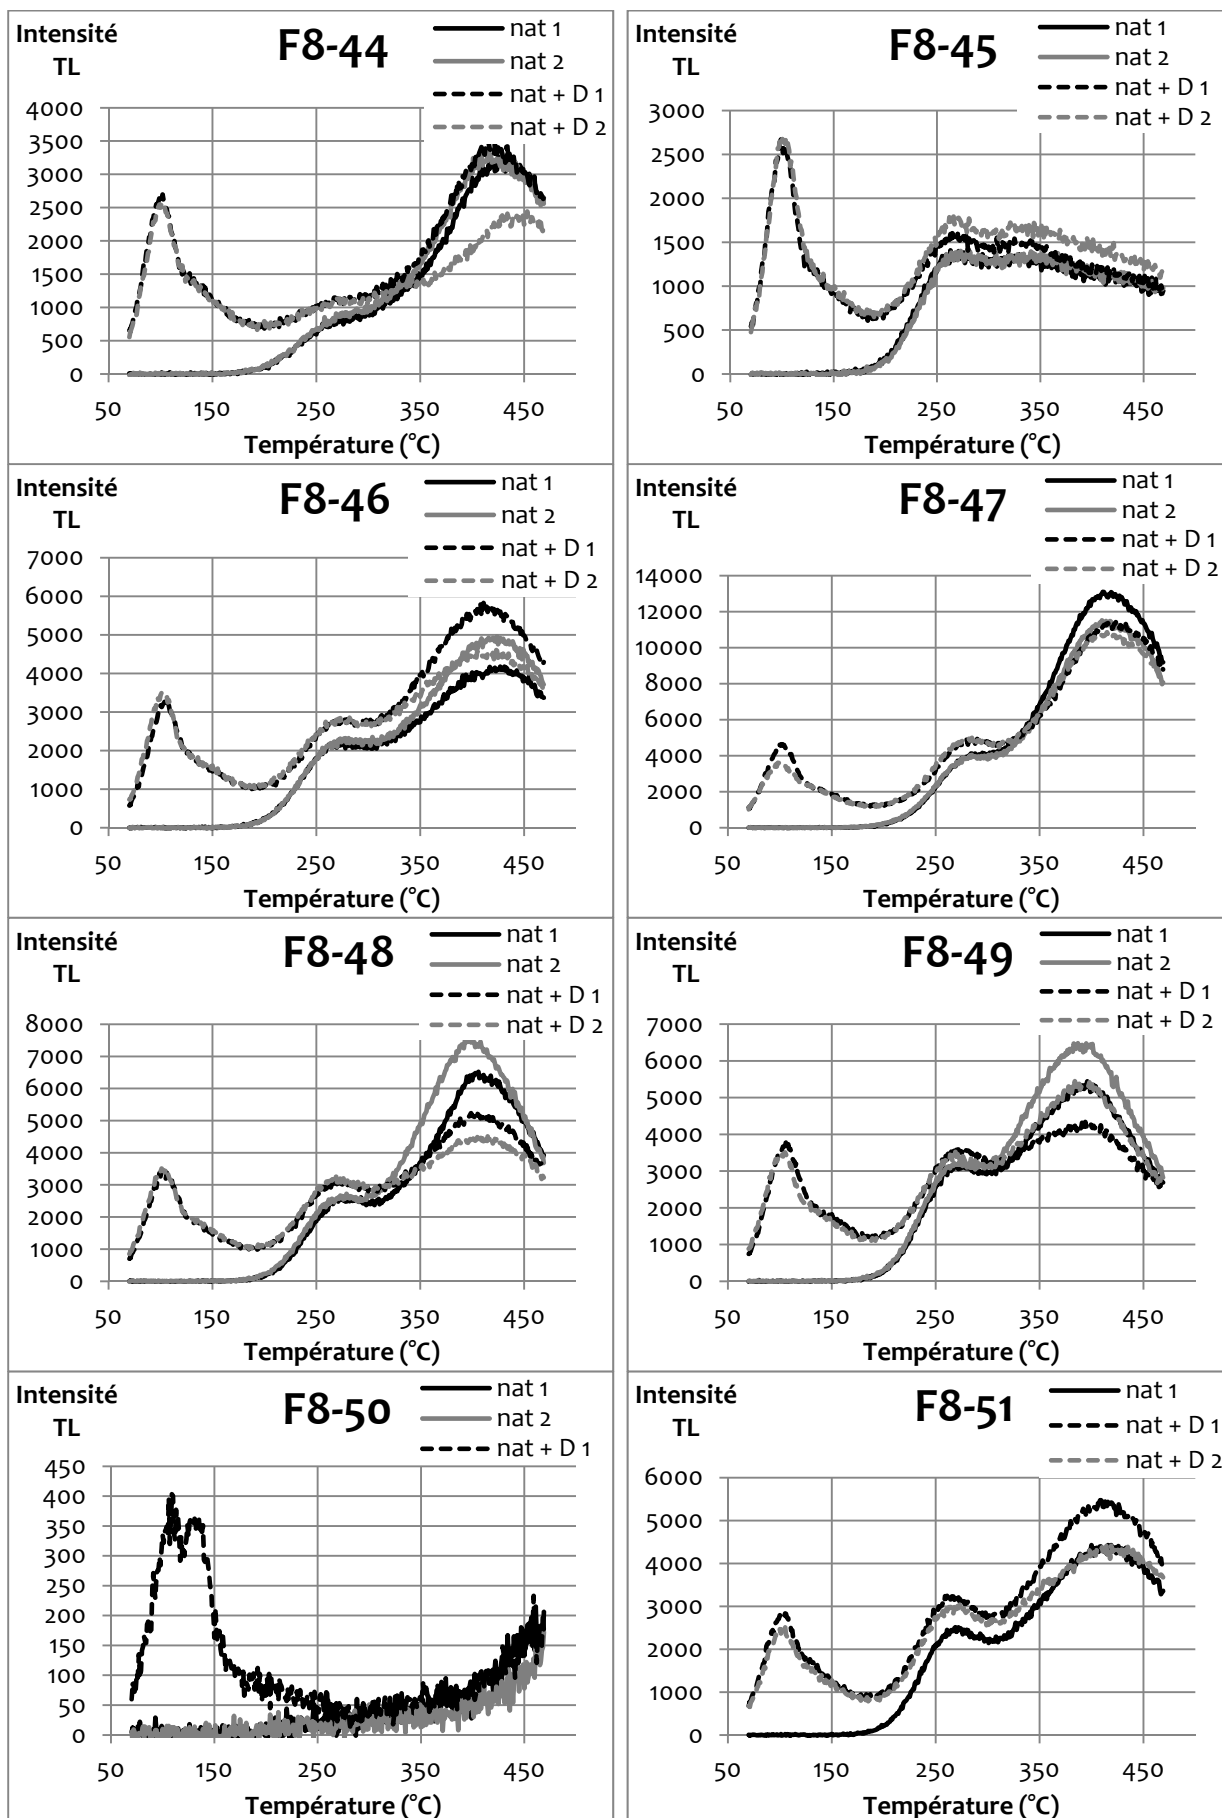 Intensité
TL
F8-44
nat 1
nat 2
nat + D 1
nat + D 2
4000
3500
3000
2500
2000
1500
1000
500
0
50 150 250 350 450
Température (°C)
Intensité
TL
F8-45
nat 1
nat 2
nat + D 1
nat + D 2
3000
2500
2000
1500
1000
500
0
50 150 250 350 450
Température (°C)
Intensité
TL
F8-46
nat 1
nat 2
nat + D 1
nat + D 2
7000
6000
5000
4000
3000
2000
1000
0
50 150 250 350 450
Température (°C)
Intensité
TL
F8-47
nat 1
nat 2
nat + D 1
nat + D 2
14000
12000
10000
8000
6000
4000
2000
0
50 150 250 350 450
Température (°C)
Intensité
TL
F8-48
nat 1
nat 2
nat + D 1
nat + D 2
8000
7000
6000
5000
4000
3000
2000
1000
0
50 150 250 350 450
Température (°C)
Intensité
TL
F8-49
nat 1
nat 2
nat + D 1
nat + D 2
7000
6000
5000
4000
3000
2000
1000
0
50 150 250 350 450
Température (°C)
Intensité
TL
F8-50
nat 1
nat 2
nat + D 1
450
400
350
300
250
200
150
100
50
0
50 150 250 350 450
Température (°C)
Intensité
TL
F8-51
nat 1
nat + D 1
nat + D 2
6000
5000
4000
3000
2000
1000
0
50 150 250 350 450
Température (°C)